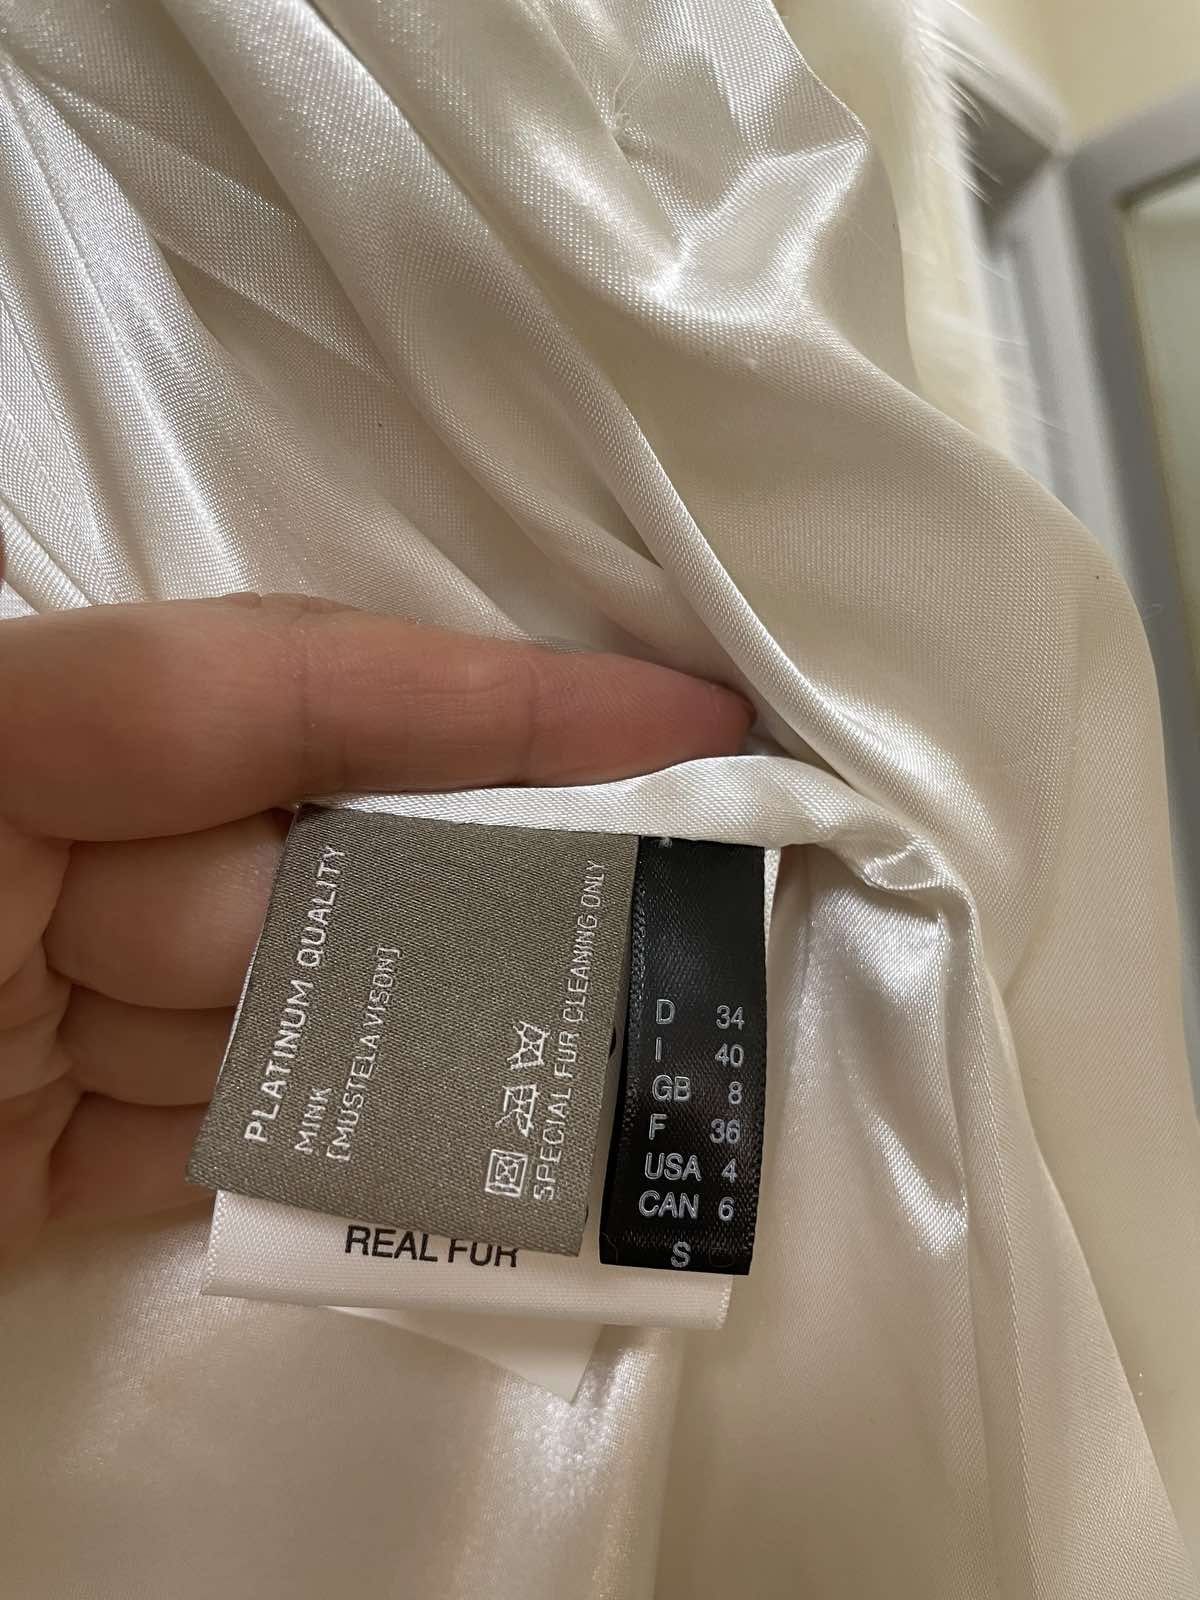 PLATINUM QUALITY
MINK
[MUSTELA VISON]
SPECIAL FUR CLEANING ONLY
REAL FUR
D 34
I 40
GB 8
F 36
USA 4
CAN 6
S